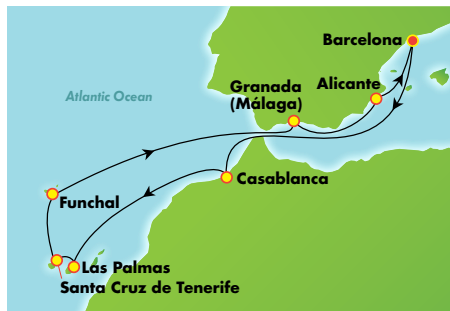 Barcelona
Granada
(Málaga)
Alicante
Atlantic Ocean
Casablanca
Funchal
Las Palmas
Santa Cruz de Tenerife